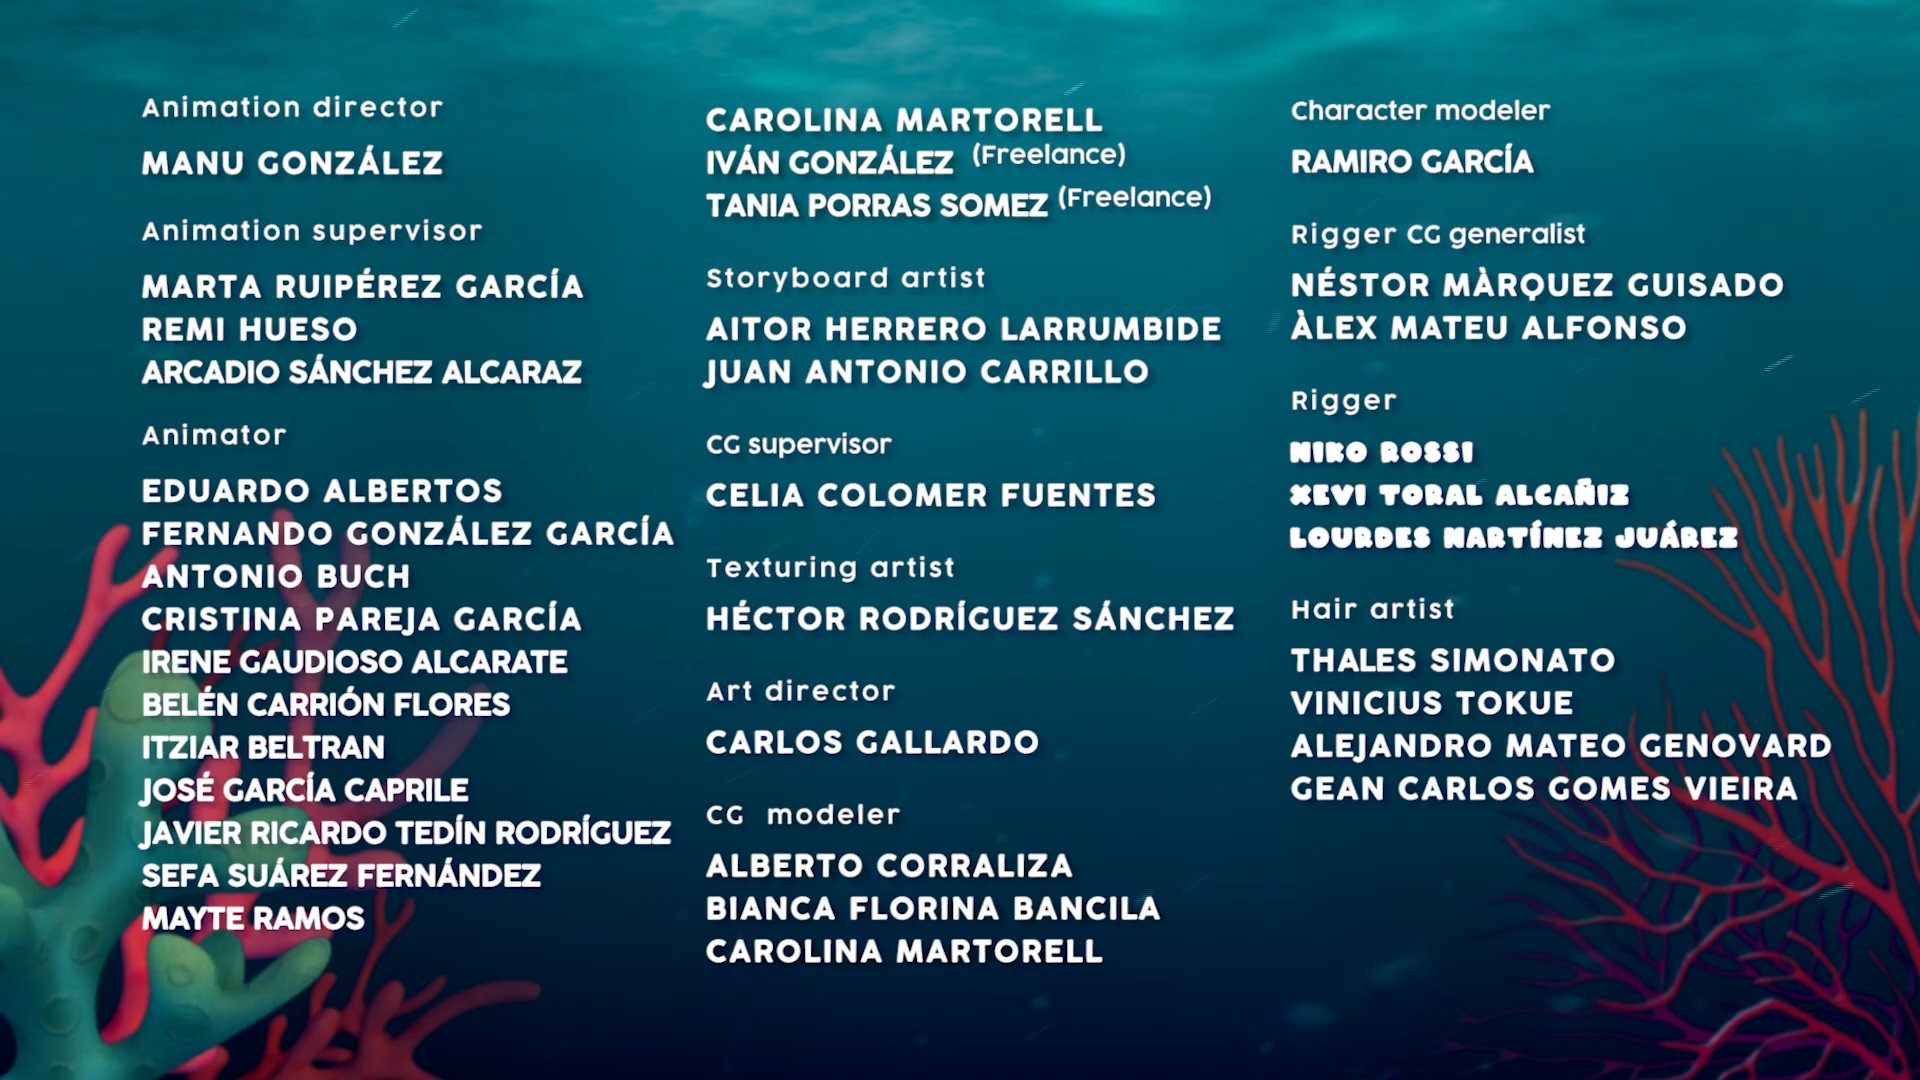 Animation director
MANU GONZÁLEZ
Animation supervisor
MARTA RUIPÉREZ GARCÍA
REMI HUESO
ARCADIO SÁNCHEZ ALCARAZ
Animator
EDUARDO ALBERTOS
FERNANDO GONZÁLEZ GARCÍA
ANTONIO BUCH
CRISTINA PAREJA GARCÍA
IRENE GAUDIOSO ALCARATE
BELÉN CARRIÓN FLORES
ITZIAR BELTRAN
JOSÉ GARCÍA CAPRILE
JAVIER RICARDO TEDÍN RODRÍGUEZ
SEFA SUÁREZ FERNÁNDEZ
MAYTE RAMOS
CAROLINA MARTORELL
IVÁN GONZÁLEZ (Freelance)
TANIA PORRAS SOMEZ (Freelance)
Storyboard artist
AITOR HERRERO LARRUMBIDE
JUAN ANTONIO CARRILLO
CG supervisor
CELIA COLOMER FUENTES
Texturing artist
HÉCTOR RODRÍGUEZ SÁNCHEZ
Art director
CARLOS GALLARDO
CG modeler
ALBERTO CORRALIZA
BIANCA FLORINA BANCILA
CAROLINA MARTORELL
Character modeler
RAMIRO GARCÍA
Rigger CG generalist
NÉSTOR MÀRQUEZ GUISADO
ÀLEX MATEU ALFONSO
Rigger
NIKO ROSSI
XEVI TORAL ALCAÑIZ
LOURDES MARTÍNEZ JUÁREZ
Hair artist
THALES SIMONATO
VINICIUS TOKUE
ALEJANDRO MATEO GENOVARD
GEAN CARLOS GOMES VIEIRA